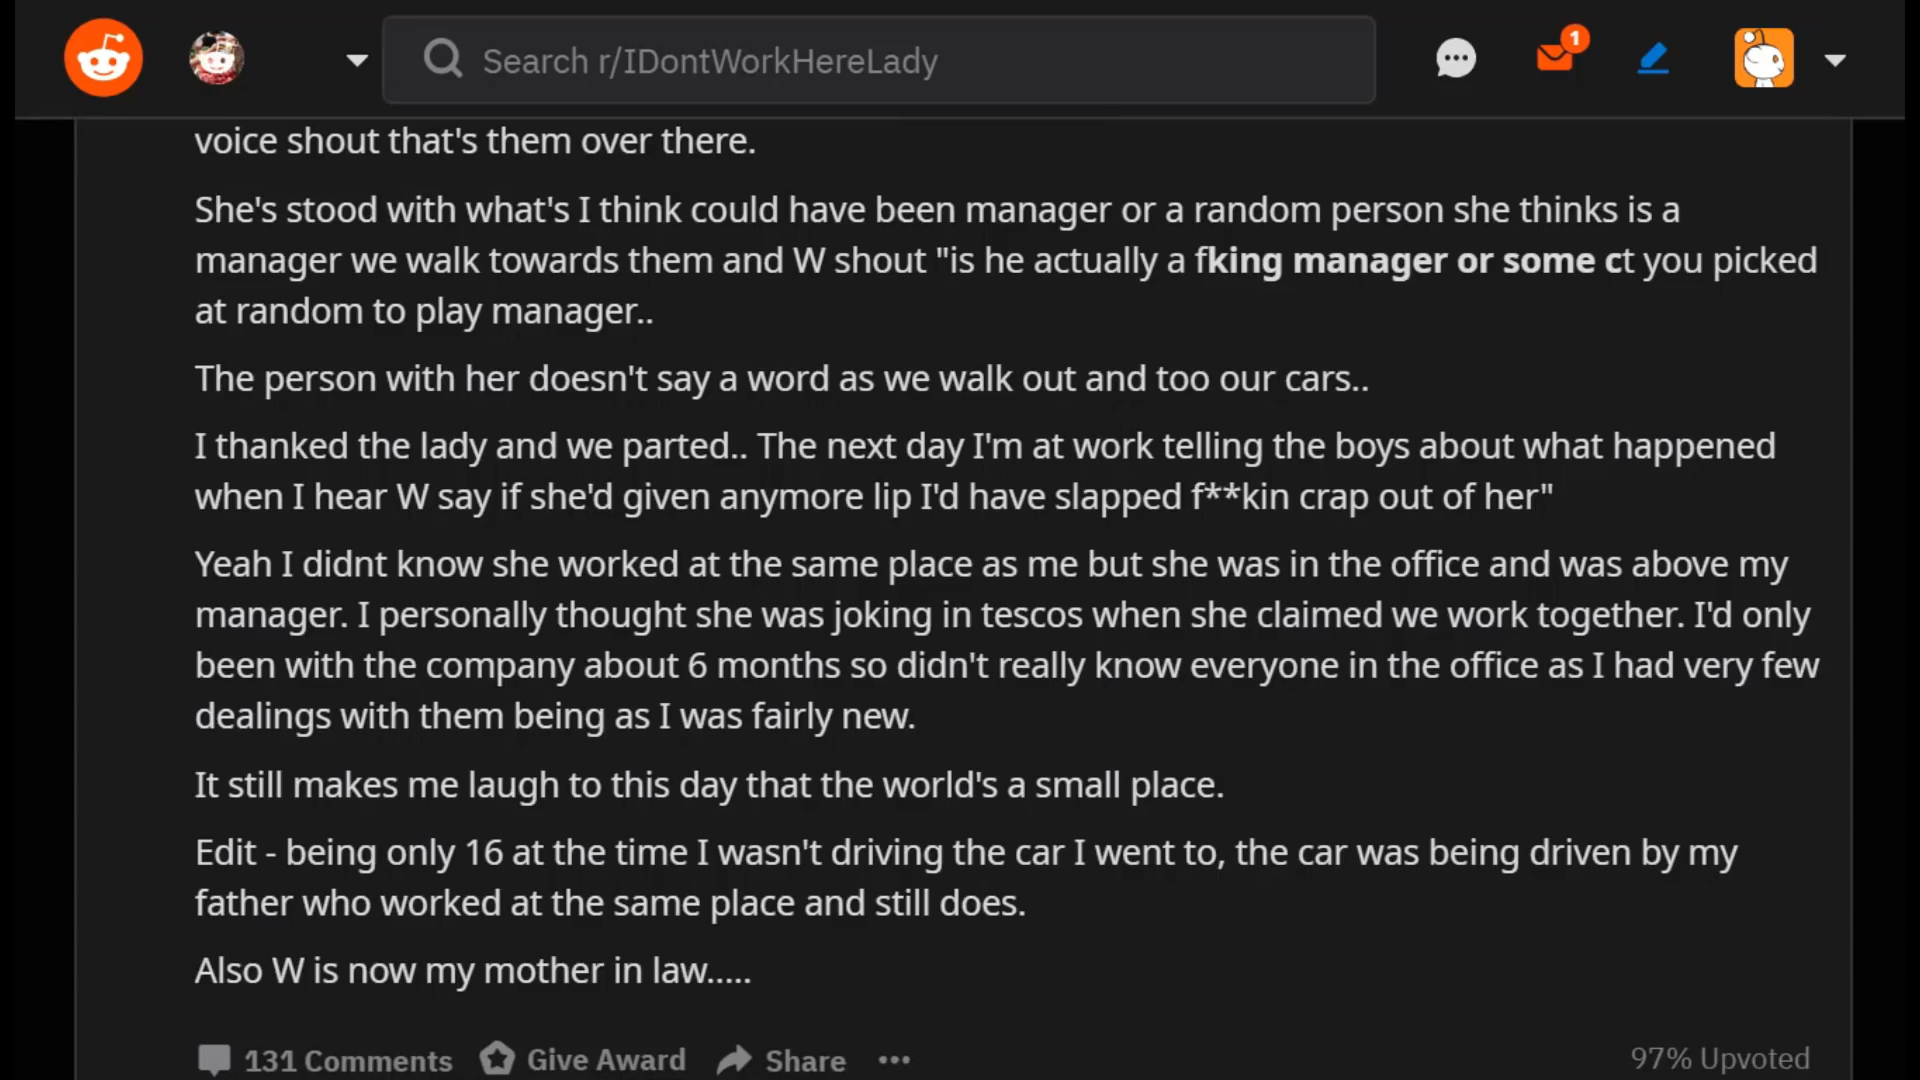 Search r/IDontWorkHereLady
1
voice shout that's them over there.
She's stood with what's I think could have been manager or a random person she thinks is a
manager we walk towards them and W shout "is he actually a fking manager or some ct you picked
at random to play manager..
The person with her doesn't say a word as we walk out and too our cars..
I thanked the lady and we parted.. The next day I'm at work telling the boys about what happened
when I hear W say if she'd given anymore lip I'd have slapped f**kin crap out of her"
Yeah I didnt know she worked at the same place as me but she was in the office and was above my
manager. I personally thought she was joking in tescos when she claimed we work together. I'd only
been with the company about 6 months so didn't really know everyone in the office as I had very few
dealings with them being as I was fairly new.
It still makes me laugh to this day that the world's a small place.
Edit - being only 16 at the time I wasn't driving the car I went to, the car was being driven by my
father who worked at the same place and still does.
Also W is now my mother in law.....
131 Comments Give Award Share 97% Upvoted